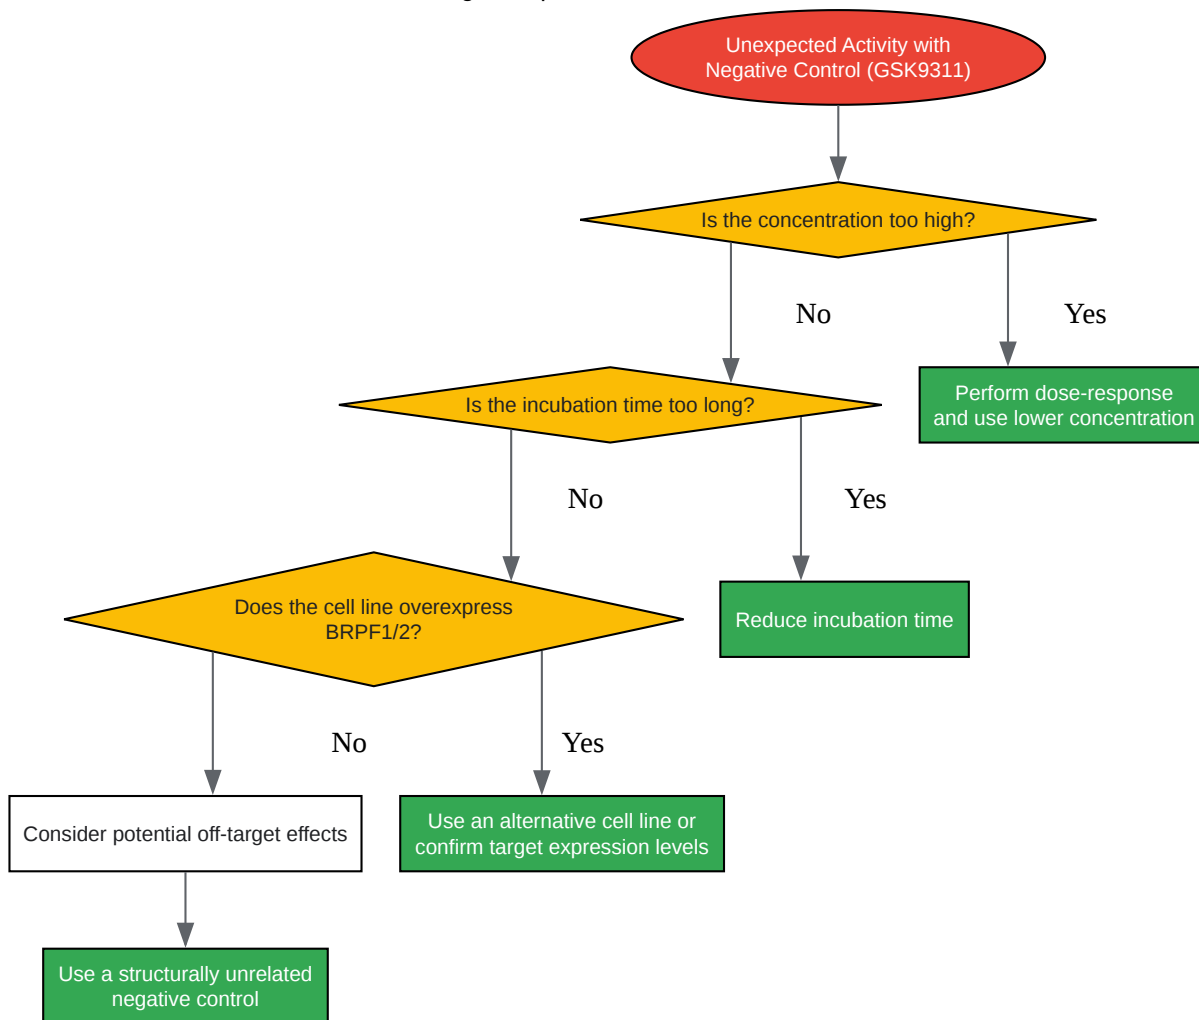 Unexpected Activity with
Negative Control (GSK9311)
Is the concentration too high?
No
Yes
Perform dose-response
and use lower concentration
Is the incubation time too long?
No
Yes
Reduce incubation time
Does the cell line overexpress
BRPF1/2?
No
Yes
Consider potential off-target effects
Use an alternative cell line or
confirm target expression levels
Use a structurally unrelated
negative control